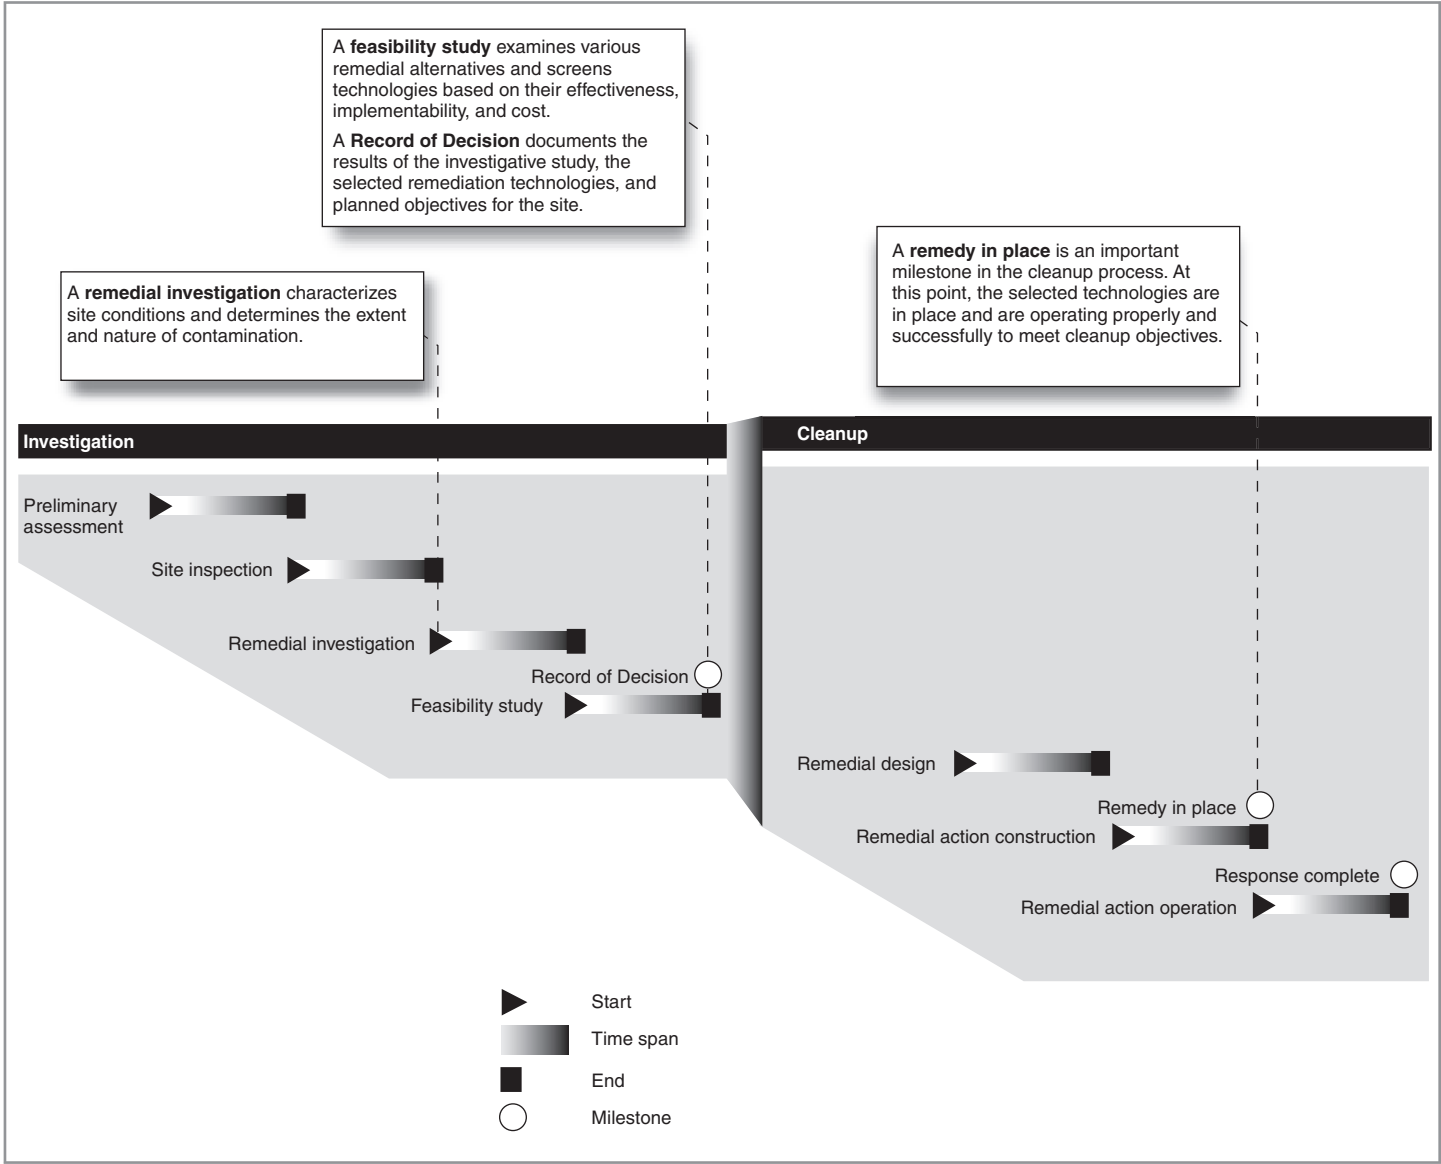 A feasibility study examines various
remedial alternatives and screens
technologies based on their effectiveness,
implementability, and cost.
A Record of Decision documents the
results of the investigative study, the
selected remediation technologies, and
planned objectives for the site.
A remedy in place is an important
milestone in the cleanup process. At
this point, the selected technologies are
in place and are operating properly and
successfully to meet cleanup objectives.
A remedial investigation characterizes
site conditions and determines the extent
and nature of contamination.
Investigation
Cleanup
Preliminary
assessment
Site inspection
Remedial investigation
Record of Decision
Feasibility study
Remedial design
Remedy in place
Remedial action construction
Response complete
Remedial action operation
Start
Time span
End
Milestone